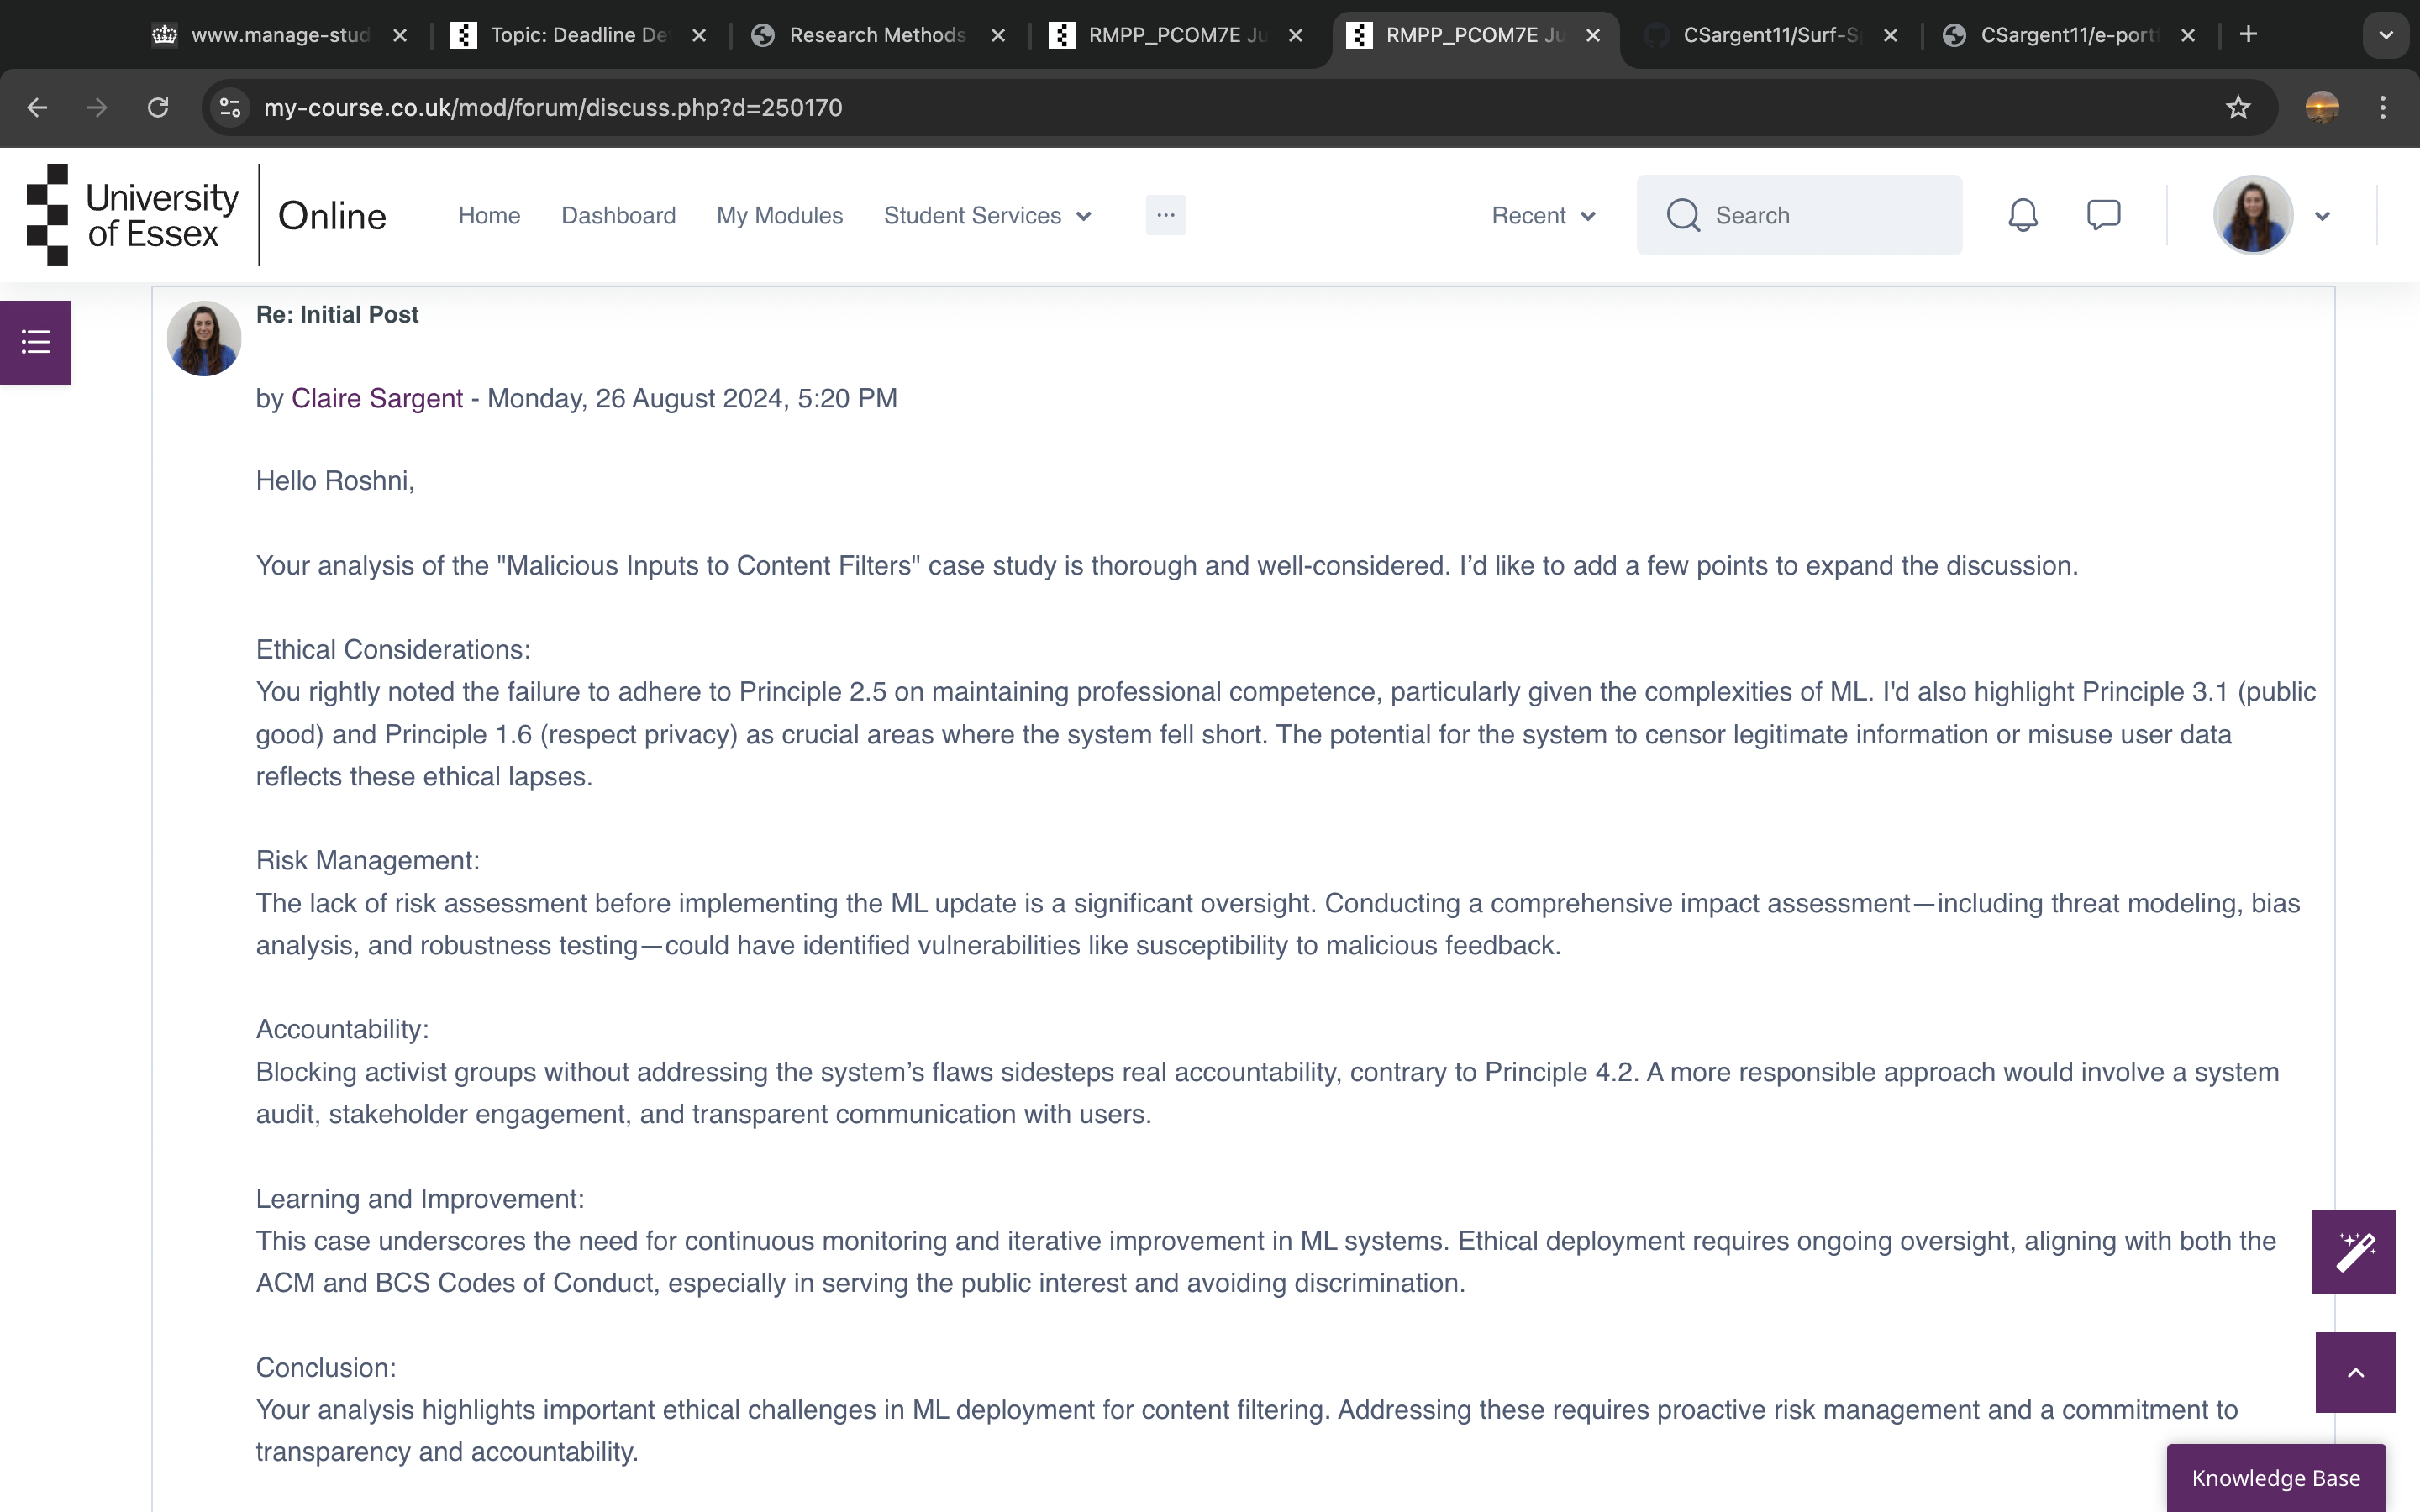 www.manage-stud
Topic: Deadline De
Research Methods
RMPP_PCOM7E Ju
RMPP_PCOM7E Ju
CSargent11/Surf-S
CSargent11/e-port
my-course.co.uk/mod/forum/discuss.php?d=250170
University
of Essex
Online
Home
Dashboard
My Modules
Student Services
Recent
Search
Re: Initial Post
by Claire Sargent - Monday, 26 August 2024, 5:20 PM
Hello Roshni,
Your analysis of the "Malicious Inputs to Content Filters" case study is thorough and well-considered. I’d like to add a few points to expand the discussion.
Ethical Considerations:
You rightly noted the failure to adhere to Principle 2.5 on maintaining professional competence, particularly given the complexities of ML. I'd also highlight Principle 3.1 (public
good) and Principle 1.6 (respect privacy) as crucial areas where the system fell short. The potential for the system to censor legitimate information or misuse user data
reflects these ethical lapses.
Risk Management:
The lack of risk assessment before implementing the ML update is a significant oversight. Conducting a comprehensive impact assessment—including threat modeling, bias
analysis, and robustness testing—could have identified vulnerabilities like susceptibility to malicious feedback.
Accountability:
Blocking activist groups without addressing the system’s flaws sidesteps real accountability, contrary to Principle 4.2. A more responsible approach would involve a system
audit, stakeholder engagement, and transparent communication with users.
Learning and Improvement:
This case underscores the need for continuous monitoring and iterative improvement in ML systems. Ethical deployment requires ongoing oversight, aligning with both the
ACM and BCS Codes of Conduct, especially in serving the public interest and avoiding discrimination.
Conclusion:
Your analysis highlights important ethical challenges in ML deployment for content filtering. Addressing these requires proactive risk management and a commitment to
transparency and accountability.
Knowledge Base